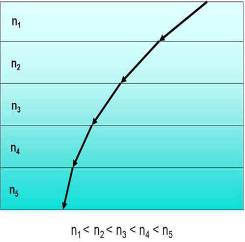 n₁
n₂
n₃
n₄
n₅
n₁ < n₂ < n₃ < n₄ < n₅